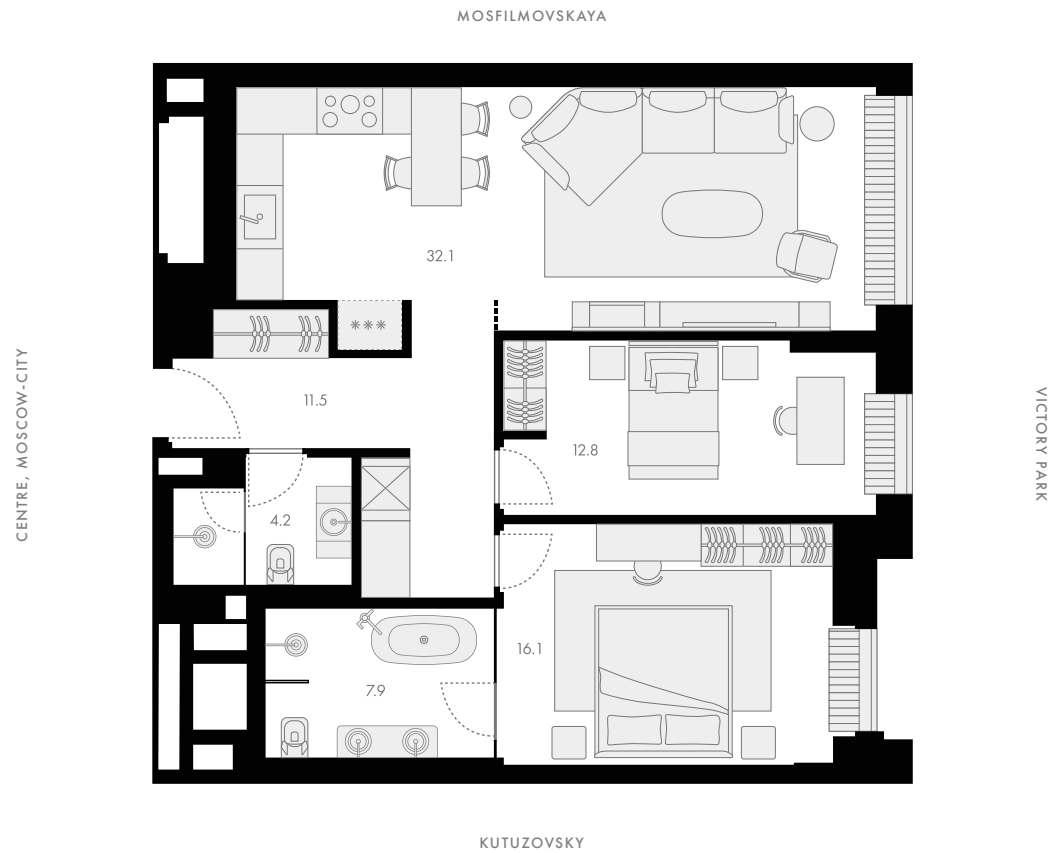 MOSFILMOVSKAYA
32.1
11.5
12.8
4.2
16.1
7.9
CENTRE, MOSCOW-CITY
VICTORY PARK
KUTUZOVSKY